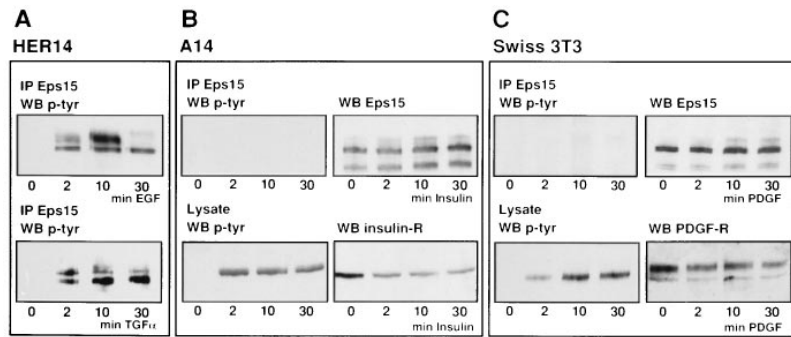 A
HER14
IP Eps15
WB p-tyr
0 2 10 30
min EGF
IP Eps15
WB p-tyr
0 2 10 30
min TGFα
B
A14
IP Eps15
WB p-tyr
WB Eps15
0 2 10 30
0 2 10 30
min Insulin
Lysate
WB p-tyr
WB insulin-R
0 2 10 30
0 2 10 30
min Insulin
C
Swiss 3T3
IP Eps15
WB p-tyr
WB Eps15
0 2 10 30
0 2 10 30
min PDGF
Lysate
WB p-tyr
WB PDGF-R
0 2 10 30
0 2 10 30
min PDGF